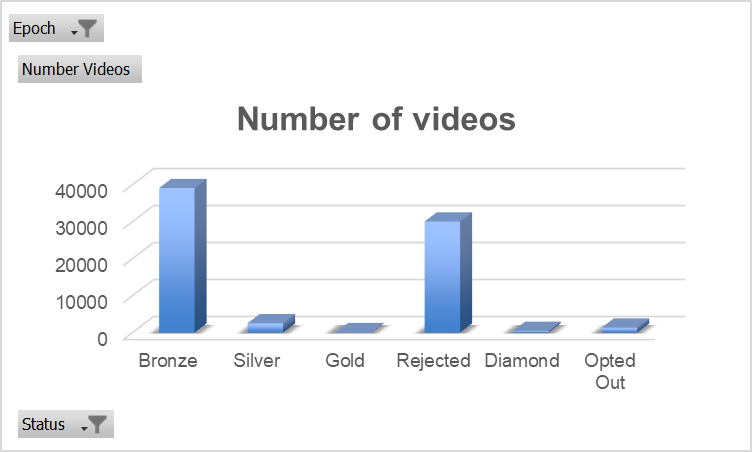 Epoch
Number Videos
Number of videos
40000
30000
20000
10000
0
Bronze Silver Gold Rejected Diamond Opted
Out
Status